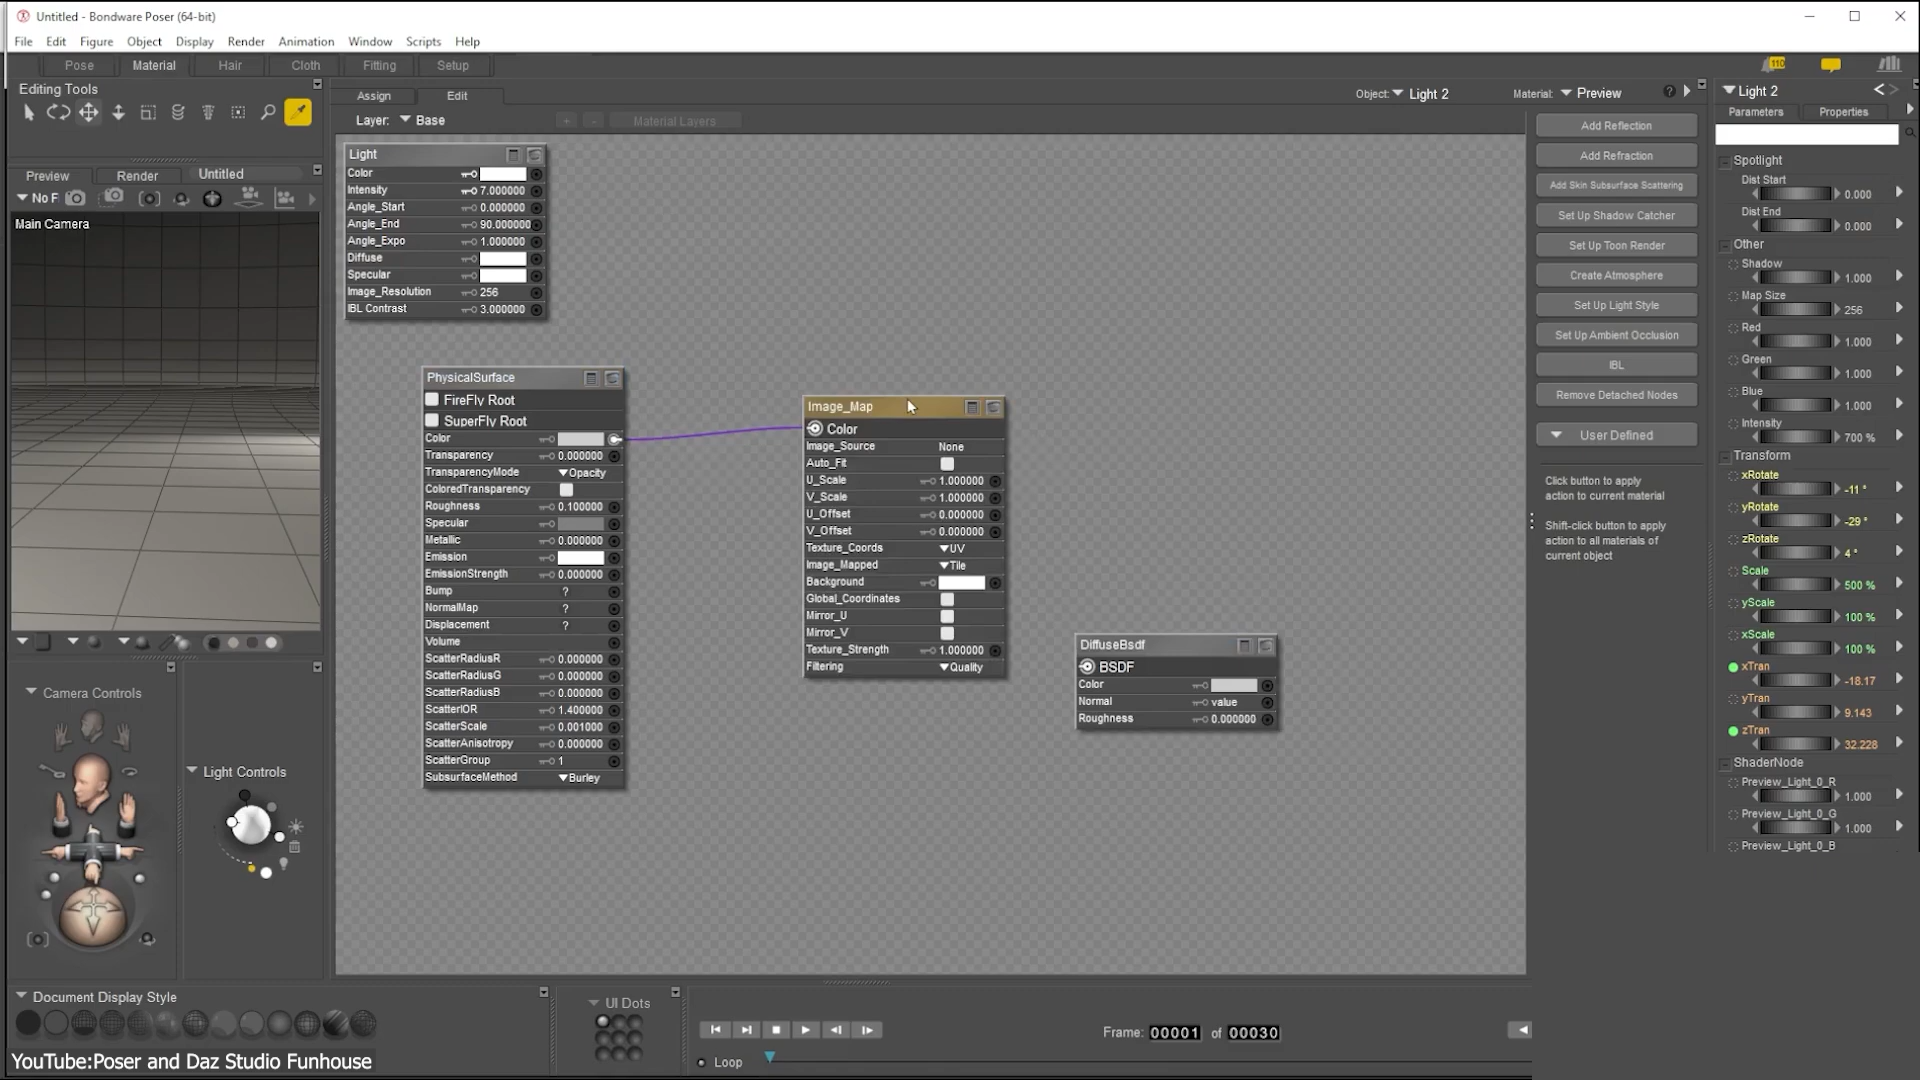 Untitled - Bondware Poser (64-bit)
File Edit Figure Object Display Render Animation Window Scripts Help
Pose Material Hair Cloth Fitting Setup
110
Editing Tools
Assign Edit
Object: Light 2
Material: Preview
?
Layer: Base
+ - Material Layers
Preview Render Untitled
No F
Main Camera
Light
Color
Intensity 7.000000
Angle_Start 0.000000
Angle_End 90.000000
Angle_Expo 1.000000
Diffuse
Specular
Image_Resolution 256
IBL Contrast 3.000000
PhysicalSurface
FireFly Root
SuperFly Root
Color
Transparency 0.000000
TransparencyMode Opacity
ColoredTransparency
Roughness 0.100000
Specular
Metallic 0.000000
Emission
EmissionStrength 0.000000
Bump ?
NormalMap ?
Displacement ?
Volume
ScatterRadiusR 0.000000
ScatterRadiusG 0.000000
ScatterRadiusB 0.000000
ScatterIOR 1.400000
ScatterScale 0.001000
ScatterAnisotropy 0.000000
ScatterGroup 1
SubsurfaceMethod Burley
Image_Map
Color
Image_Source None
Auto_Fit
U_Scale 1.000000
V_Scale 1.000000
U_Offset 0.000000
V_Offset 0.000000
Texture_Coords UV
Image_Mapped Tile
Background
Global_Coordinates
Mirror_U
Mirror_V
Texture_Strength 1.000000
Filtering Quality
DiffuseBsdf
BSDF
Color
Normal value
Roughness 0.000000
Add Reflection
Add Refraction
Add Skin Subsurface Scattering
Set Up Shadow Catcher
Set Up Toon Render
Create Atmosphere
Set Up Light Style
Set Up Ambient Occlusion
IBL
Remove Detached Nodes
User Defined
Click button to apply
action to current material
Shift-click button to apply
action to all materials of
current object
Light 2
Parameters Properties
Spotlight
Dist Start
0.000
Dist End
0.000
Other
Shadow
1.000
Map Size
256
Red
1.000
Green
1.000
Blue
1.000
Intensity
700 %
Transform
xRotate
-11 °
yRotate
-29 °
zRotate
4 °
Scale
500 %
yScale
100 %
xScale
100 %
xTran
-18.17
yTran
9.143
zTran
32.228
ShaderNode
Preview_Light_0_R
1.000
Preview_Light_0_G
1.000
Preview_Light_0_B
Camera Controls
Light Controls
Document Display Style
UI Dots
Frame: 00001 of 00030
Loop
YouTube:Poser and Daz Studio Funhouse